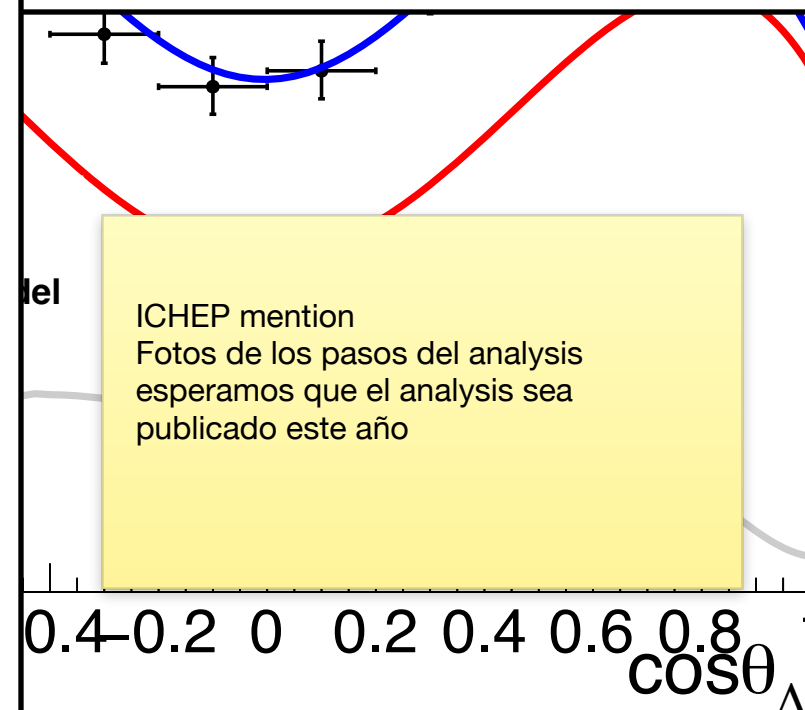 del
ICHEP mention
Fotos de los pasos del analysis
esperamos que el analysis sea
publicado este año
0.4 −0.2 0 0.2 0.4 0.6 0.8
cosθ